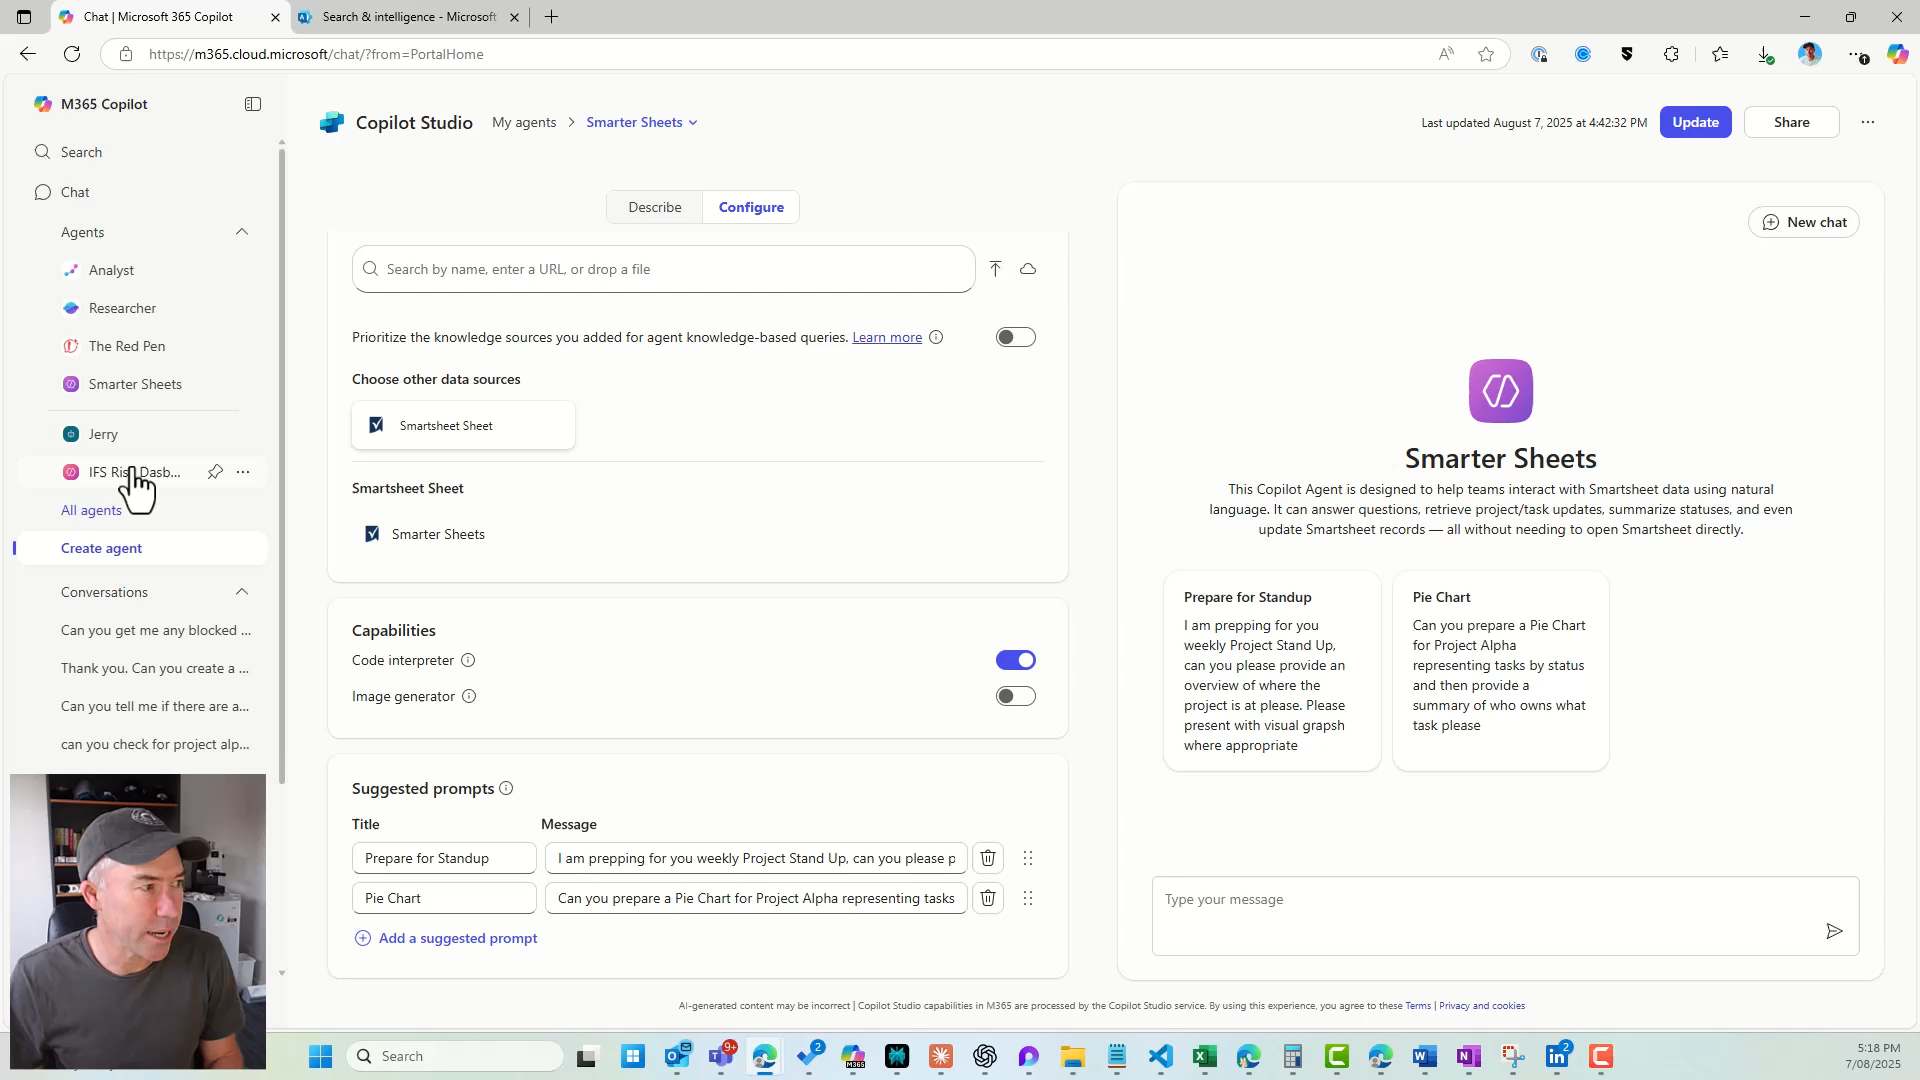 Chat | Microsoft 365 Copilot
Search & intelligence - Microsoft
https://m365.cloud.microsoft/chat/?from=PortalHome
M365 Copilot
Search
Chat
Agents
Analyst
Researcher
The Red Pen
Smarter Sheets
Jerry
IFS Dasb...
All agents
Create agent
Conversations
Can you get me any blocked ...
Thank you. Can you create a ...
Can you tell me if there are a...
can you check for project alp...
Copilot Studio
My agents
Smarter Sheets
Last updated August 7, 2025 at 4:42:32 PM
Update
Share
Describe
Configure
Search by name, enter a URL, or drop a file
Prioritize the knowledge sources you added for agent knowledge-based queries. Learn more
Choose other data sources
Smartsheet Sheet
Smartsheet Sheet
Smarter Sheets
Capabilities
Code interpreter
Image generator
Suggested prompts
Title
Message
Prepare for Standup
I am prepping for you weekly Project Stand Up, can you please p
Pie Chart
Can you prepare a Pie Chart for Project Alpha representing tasks
Add a suggested prompt
New chat
Smarter Sheets
This Copilot Agent is designed to help teams interact with Smartsheet data using natural
language. It can answer questions, retrieve project/task updates, summarize statuses, and even
update Smartsheet records — all without needing to open Smartsheet directly.
Prepare for Standup
I am prepping for you
weekly Project Stand Up,
can you please provide an
overview of where the
project is at please. Please
present with visual grapsh
where appropriate
Pie Chart
Can you prepare a Pie Chart
for Project Alpha
representing tasks by status
and then provide a
summary of who owns what
task please
Type your message
AI-generated content may be incorrect | Copilot Studio capabilities in M365 are processed by the Copilot Studio service. By using this experience, you agree to these Terms | Privacy and cookies
Search
9+
2
M365
2
5:18 PM
7/08/2025